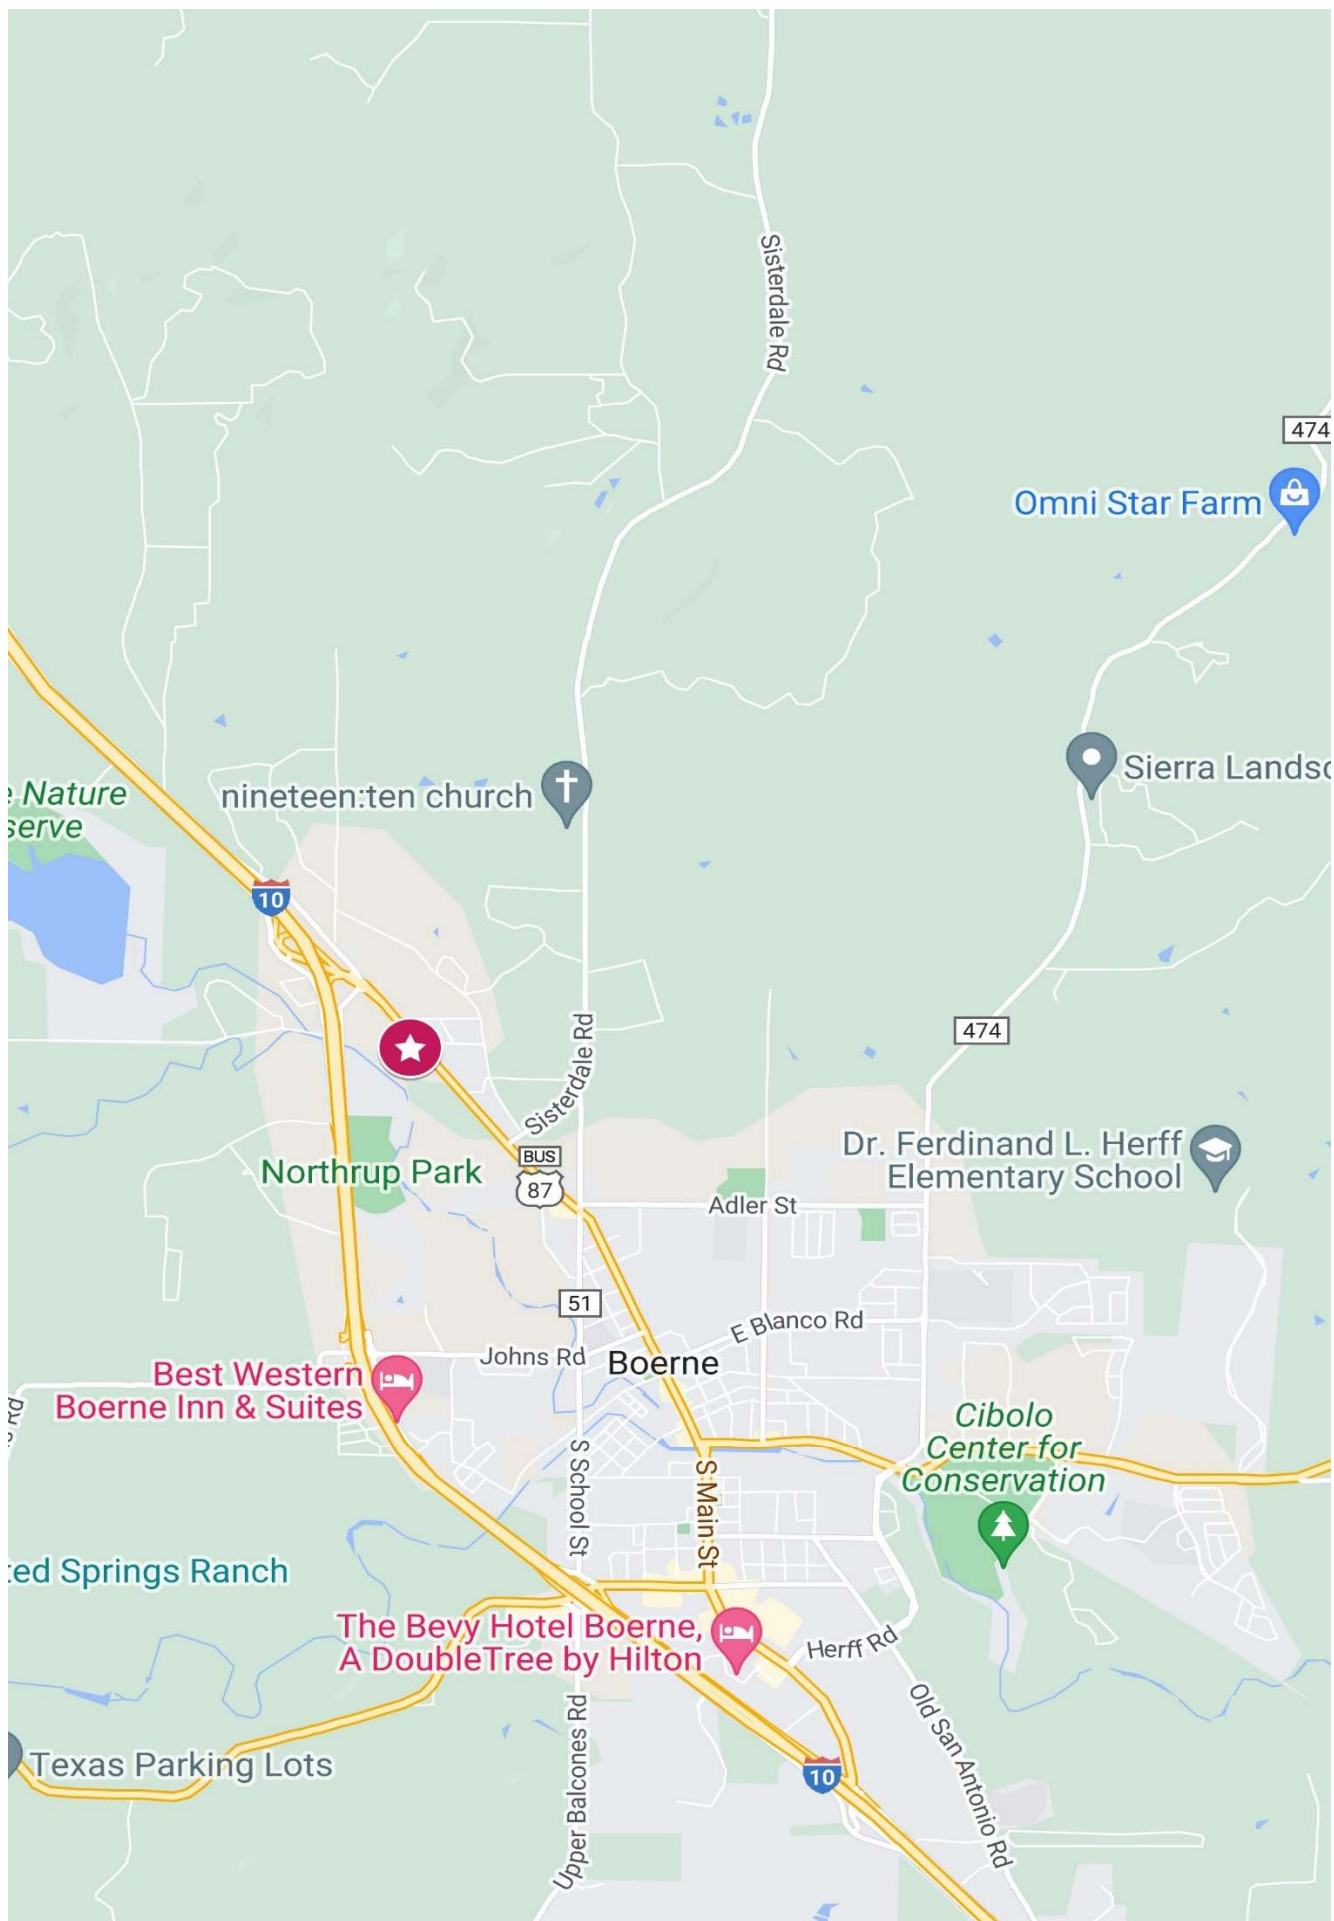 Sisterdale Rd
474
Omni Star Farm
Sierra Landsc
nineteen:ten church
Nature
serve
10
474
Sisterdale Rd
Dr. Ferdinand L. Herff
Elementary School
Northrup Park
BUS
87
Adler St
51
E Blanco Rd
Johns Rd
Boerne
Best Western
Boerne Inn & Suites
Rd
Cibolo
Center for
Conservation
S School St
S Main St
ted Springs Ranch
The Bevy Hotel Boerne,
A DoubleTree by Hilton
Herff Rd
Old San Antonio Rd
Upper Balcones Rd
Texas Parking Lots
10